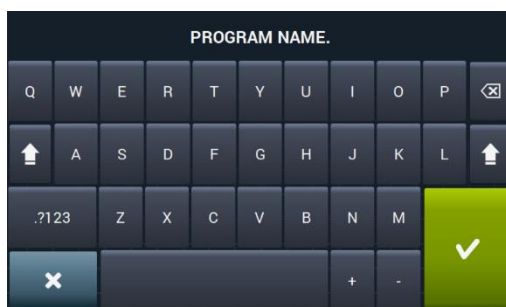 PROGRAM NAME.
Q W E R T Y U I O P
A S D F G H J K L
.?123 Z X C V B N M
+ -